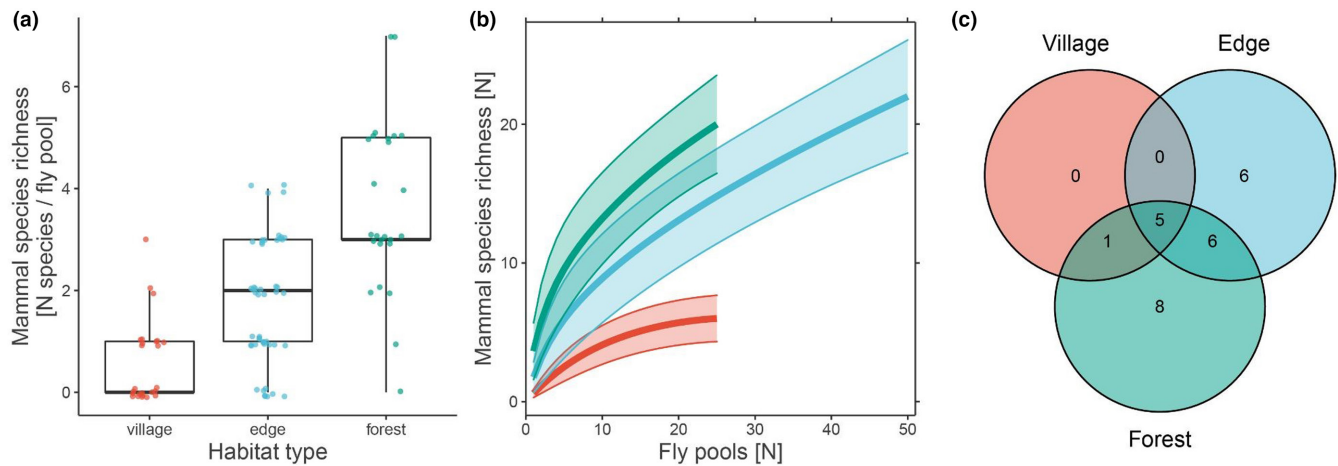 (a)
Mammal species richness
[N species / fly pool]
6
4
2
0
village
edge
forest
Habitat type
(b)
Mammal species richness [N]
20
10
0
0
10
20
30
40
50
Fly pools [N]
(c)
Village
Edge
0
0
6
5
1
6
8
Forest